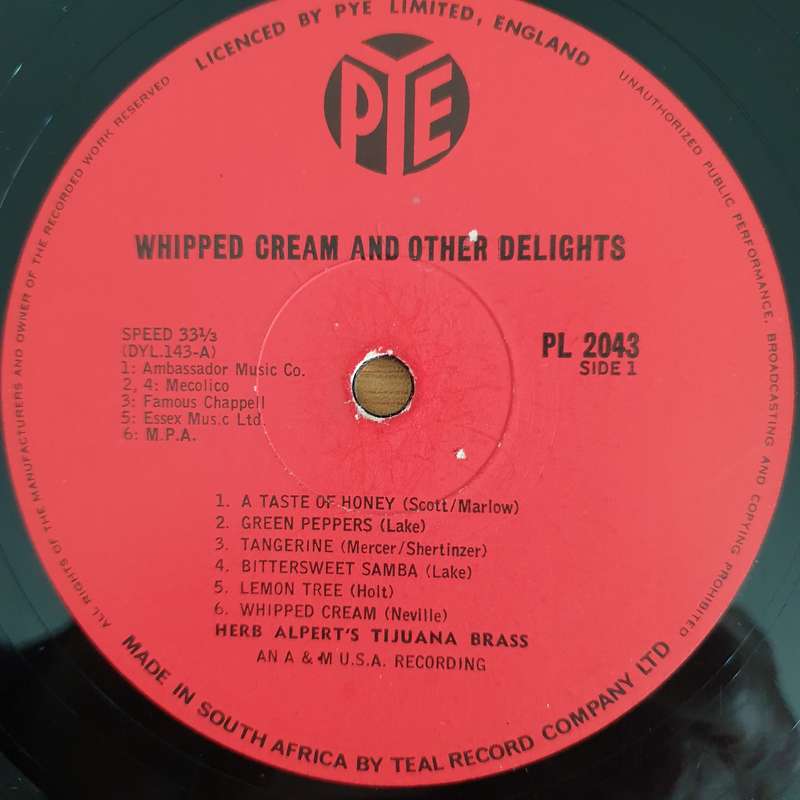 LICENCED BY PYE LIMITED, ENGLAND
UNAUTHORIZED PUBLIC PERFORMANCE, BROADCASTING AND COPYING PROHIBITED
ALL RIGHTS OF THE MANUFACTURERS AND OWNER OF THE RECORDED WORK RESERVED
PYE
WHIPPED CREAM AND OTHER DELIGHTS
SPEED 33⅓
(DYL.143-A)
1: Ambassador Music Co.
2, 4: Mecolico
3: Famous Chappell
5: Essex Music Ltd.
6: M.P.A.
PL 2043
SIDE 1
1. A TASTE OF HONEY (Scott/Marlow)
2. GREEN PEPPERS (Lake)
3. TANGERINE (Mercer/Shertinzer)
4. BITTERSWEET SAMBA (Lake)
5. LEMON TREE (Holt)
6. WHIPPED CREAM (Neville)
HERB ALPERT'S TIJUANA BRASS
AN A & M U.S.A. RECORDING
MADE IN SOUTH AFRICA BY TEAL RECORD COMPANY LTD